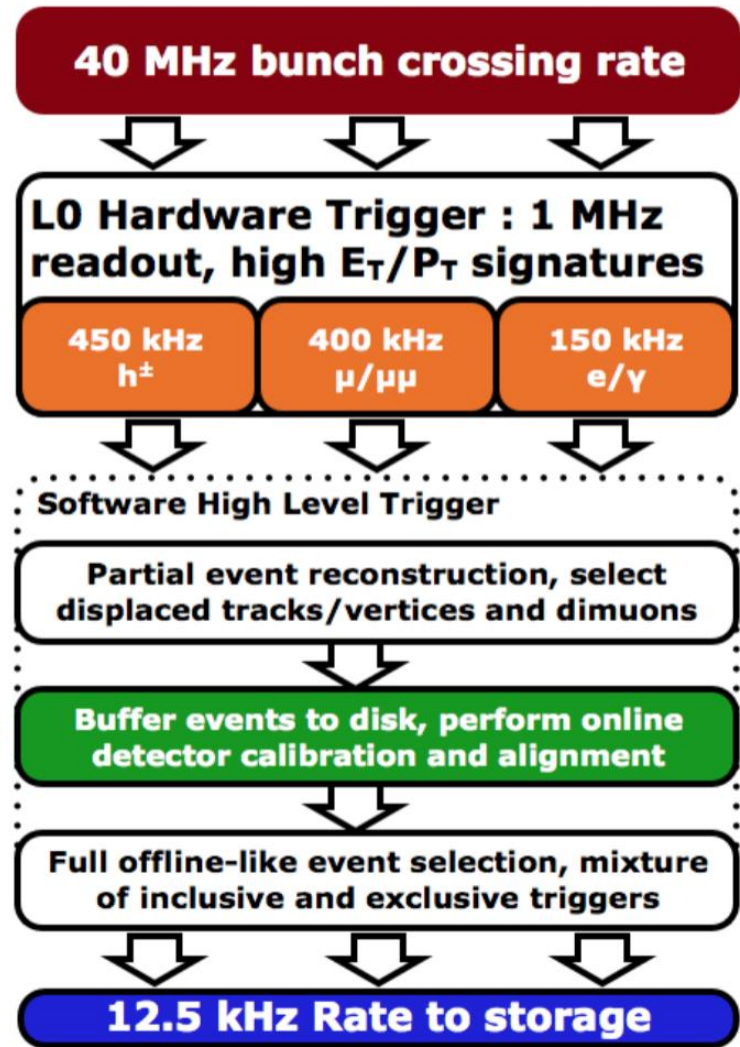 40 MHz bunch crossing rate
L0 Hardware Trigger : 1 MHz
readout, high E_T/P_T signatures
450 kHz
h±
400 kHz
μ/μμ
150 kHz
e/γ
Software High Level Trigger
Partial event reconstruction, select
displaced tracks/vertices and dimuons
Buffer events to disk, perform online
detector calibration and alignment
Full offline-like event selection, mixture
of inclusive and exclusive triggers
12.5 kHz Rate to storage